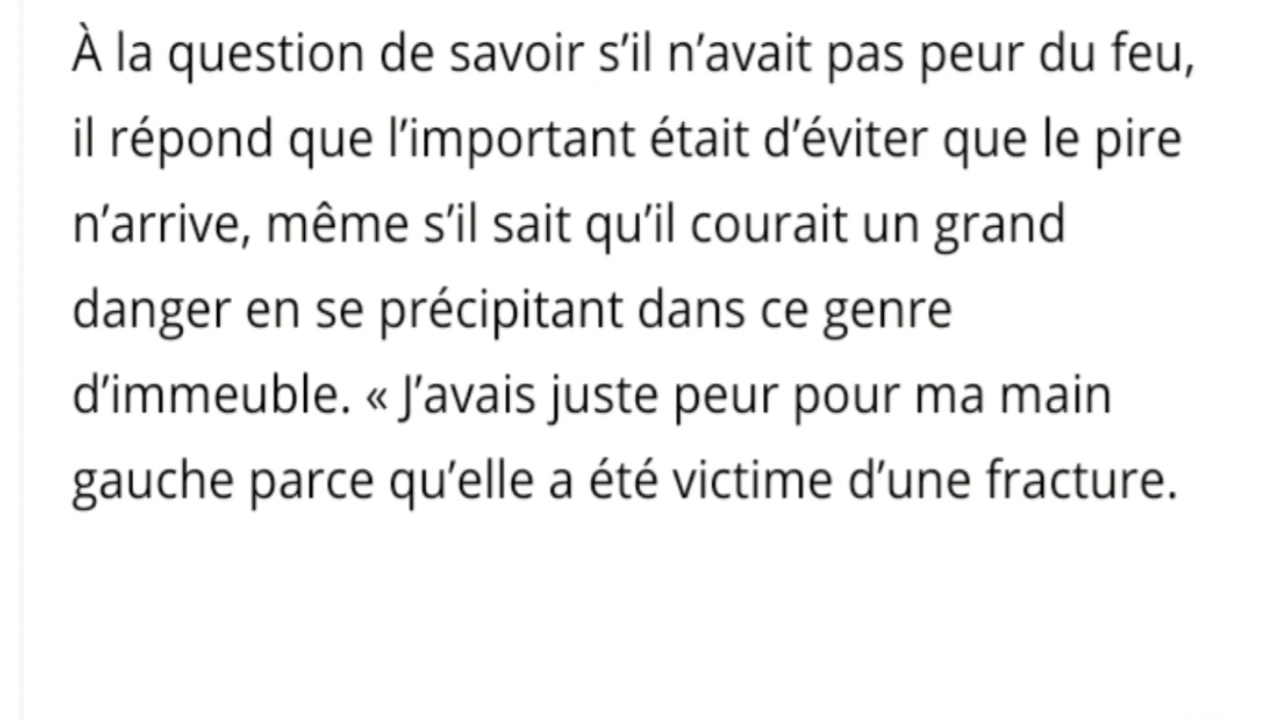 À la question de savoir s’il n’avait pas peur du feu,
il répond que l’important était d’éviter que le pire
n’arrive, même s’il sait qu’il courait un grand
danger en se précipitant dans ce genre
d’immeuble. « J’avais juste peur pour ma main
gauche parce qu’elle a été victime d’une fracture.